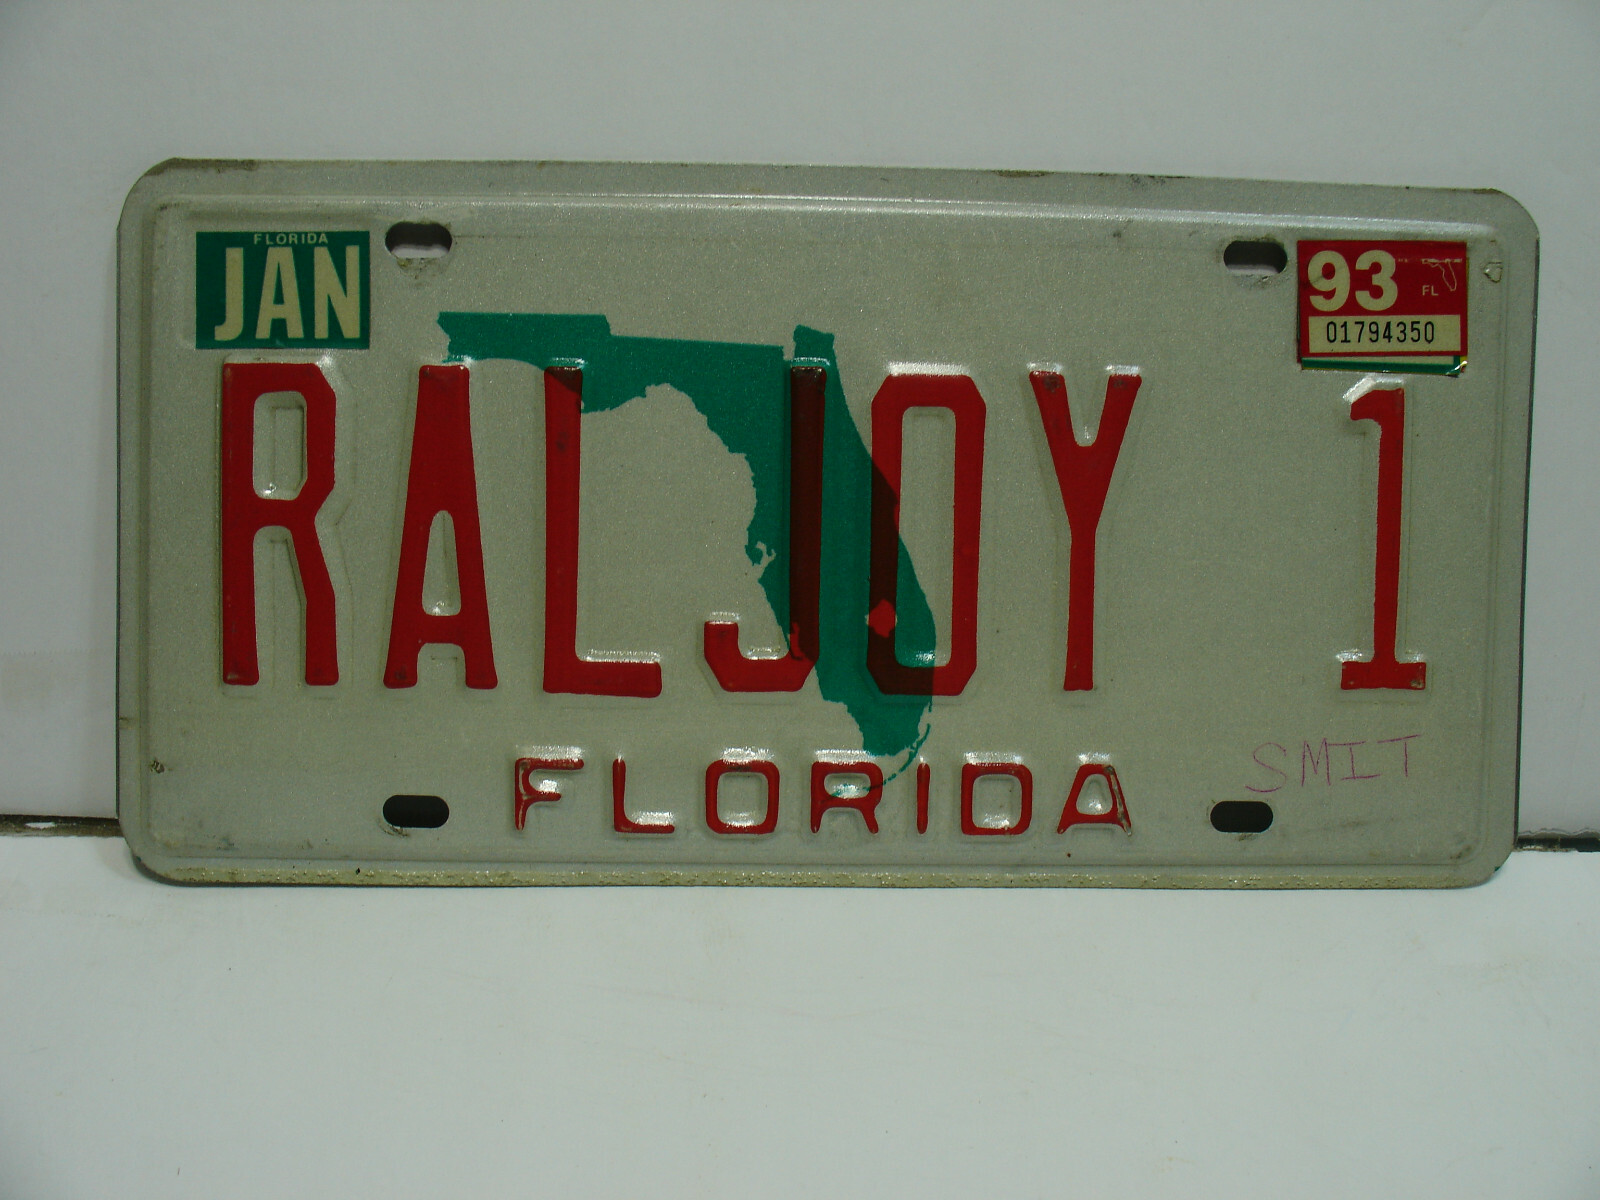 FLORIDA
JAN
93
FL
01794350
RALJOY 1
SMIT
FLORIDA